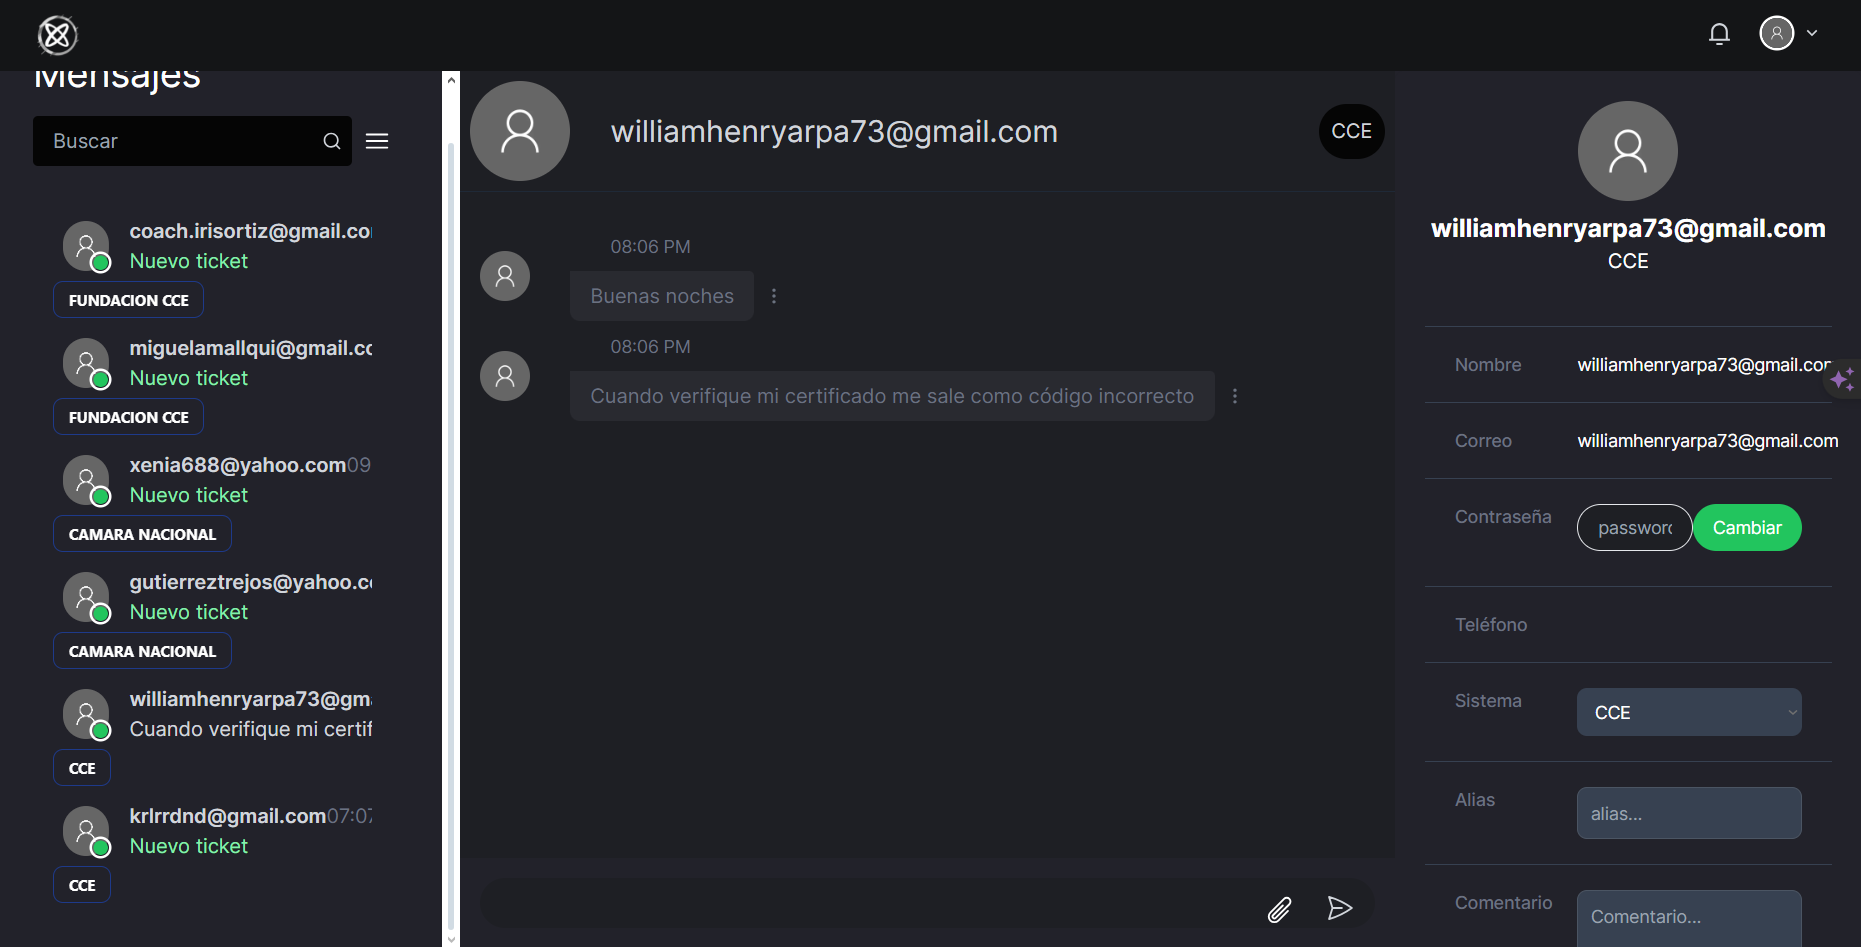 Mensajes
Buscar
coach.irisortiz@gmail.co
Nuevo ticket
FUNDACION CCE
miguelamallqui@gmail.c
Nuevo ticket
FUNDACION CCE
xenia688@yahoo.com09
Nuevo ticket
CAMARA NACIONAL
gutierreztrejos@yahoo.c
Nuevo ticket
CAMARA NACIONAL
williamhenryarpa73@gm
Cuando verifique mi certif
CCE
krlrrdnd@gmail.com07:07
Nuevo ticket
CCE
williamhenryarpa73@gmail.com
CCE
08:06 PM
Buenas noches
08:06 PM
Cuando verifique mi certificado me sale como código incorrecto
williamhenryarpa73@gmail.com
CCE
Nombre williamhenryarpa73@gmail.com
Correo williamhenryarpa73@gmail.com
Contraseña password Cambiar
Teléfono
Sistema CCE
Alias alias...
Comentario Comentario...